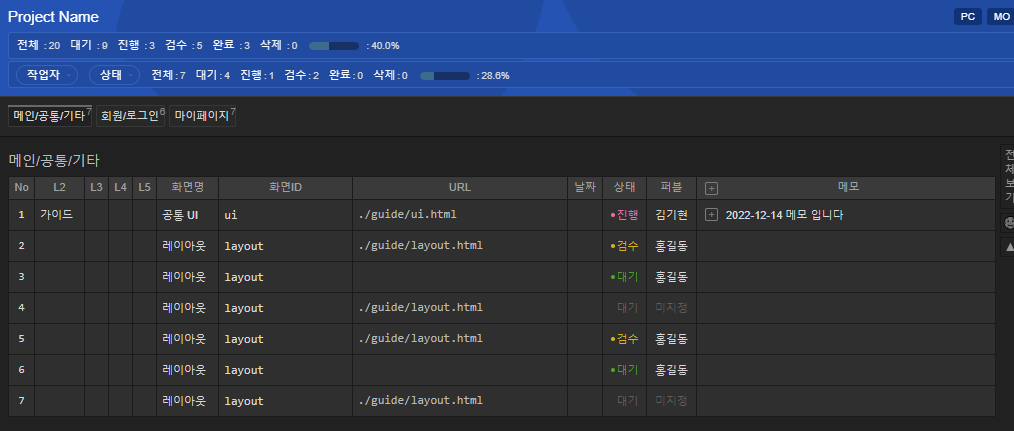 Project Name PC MO
전체 : 20 대기 : 9 진행 : 3 검수 : 5 완료 : 3 삭제 : 0 : 40.0%
작업자 상태 전체 : 7 대기 : 4 진행 : 1 검수 : 2 완료 : 0 삭제 : 0 : 28.6%
메인/공통/기타 7 회원/로그인 6 마이페이지 7
메인/공통/기타
전체보기
No L2 L3 L4 L5 화면명 화면ID URL 날짜 상태 퍼블 + 메모
1 가이드 공통 UI ui ./guide/ui.html •진행 김기현 + 2022-12-14 메모 입니다
2 레이아웃 layout ./guide/layout.html •검수 홍길동
3 레이아웃 layout •대기 홍길동
4 레이아웃 layout ./guide/layout.html 대기 미지정
5 레이아웃 layout ./guide/layout.html •검수 홍길동
6 레이아웃 layout •대기 홍길동
7 레이아웃 layout ./guide/layout.html 대기 미지정